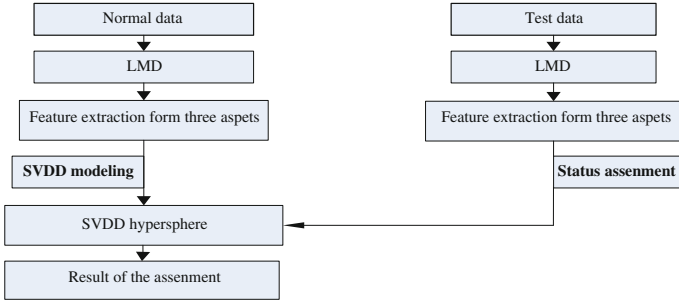 Normal data
Test data
LMD
LMD
Feature extraction form three aspets
Feature extraction form three aspets
SVDD modeling
Status assenment
SVDD hypersphere
Result of the assenment